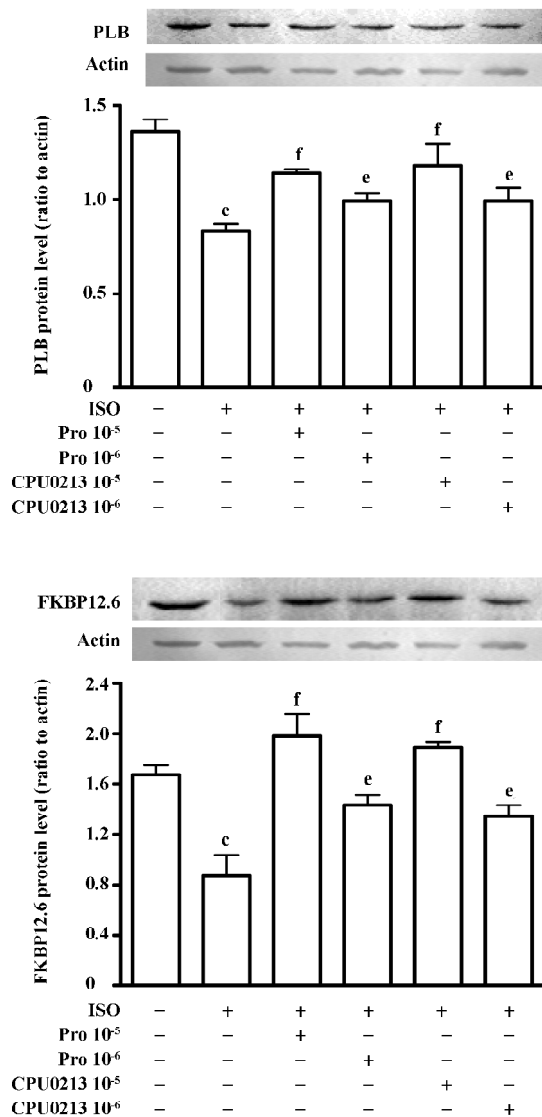 PLB
Actin
1.5
1.0
0.5
0
PLB protein level (ratio to actin)
c
f
e
f
e
ISO – + + + + +
Pro 10-5 – – + – – –
Pro 10-6 – – – + – –
CPU0213 10-5 – – – – + –
CPU0213 10-6 – – – – – +
FKBP12.6
Actin
2.4
2.0
1.6
1.2
0.8
0.4
0
FKBP12.6 protein level (ratio to actin)
c
f
e
f
e
ISO – + + + + +
Pro 10-5 – – + – – –
Pro 10-6 – – – + – –
CPU0213 10-5 – – – – + –
CPU0213 10-6 – – – – – +